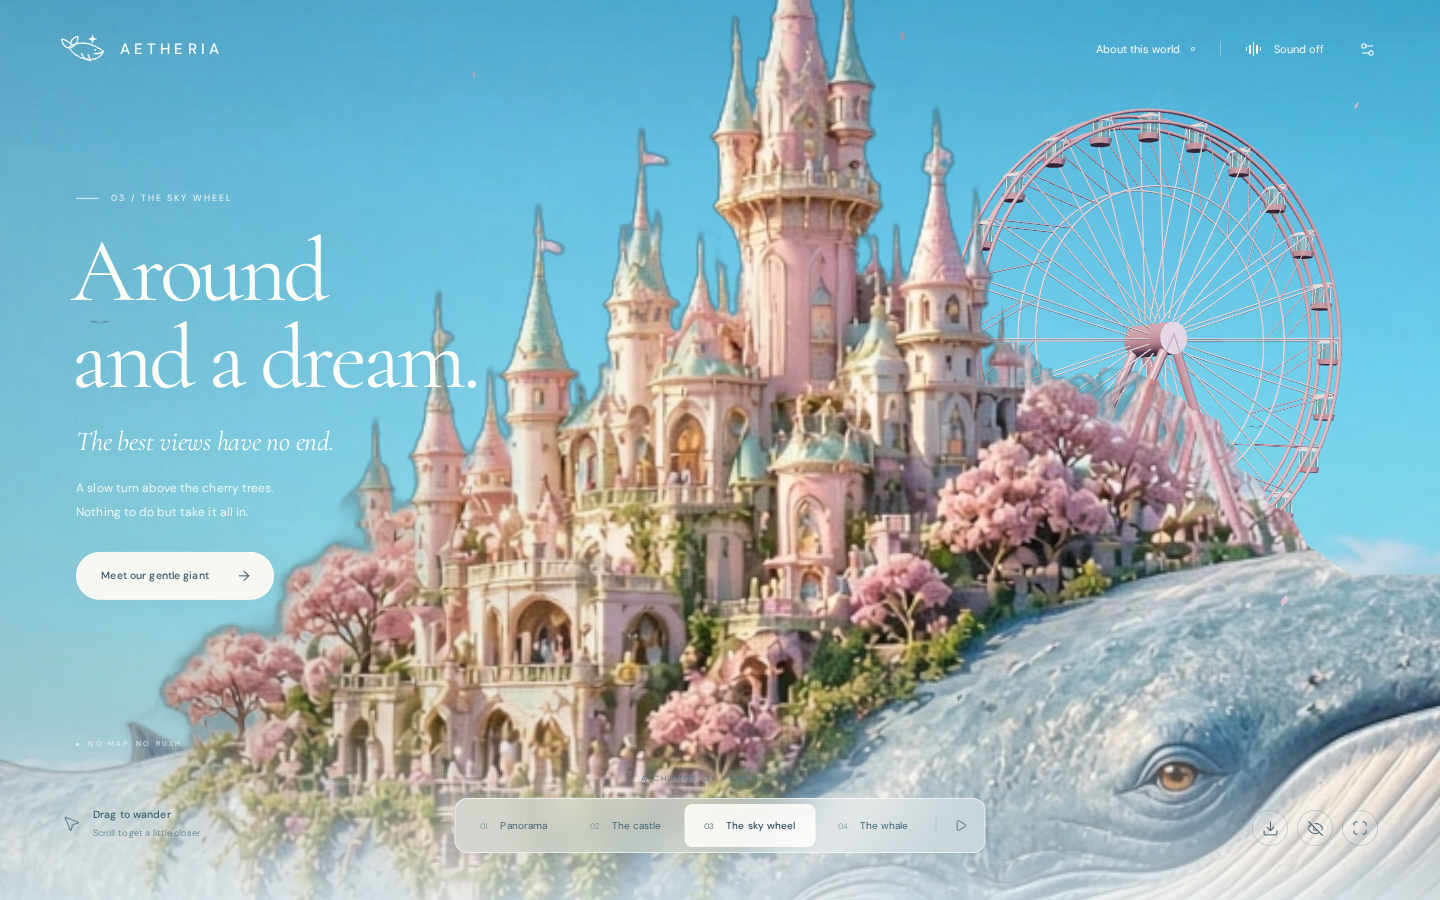 AETHERIA
About this world
Sound off
03 / THE SKY WHEEL
Around
and a dream.
The best views have no end.
A slow turn above the cherry trees.
Nothing to do but take it all in.
Meet our gentle giant
NO MAP. NO RUSH.
Drag to wander
Scroll to get a little closer
01 Panorama
02 The castle
03 The sky wheel
04 The whale